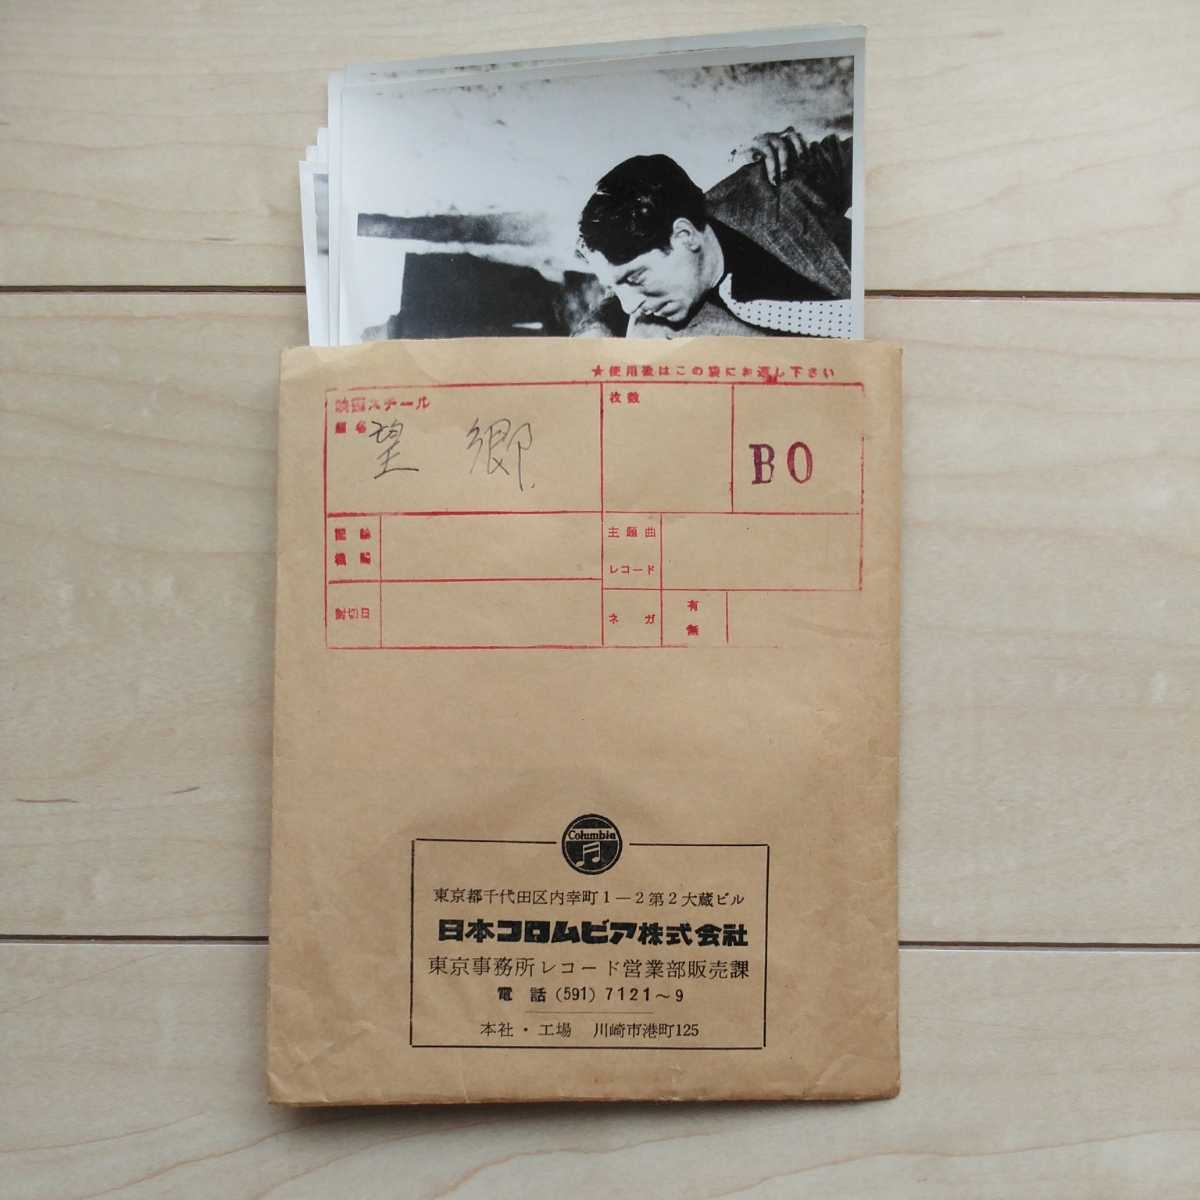 ★使用後はこの袋にお返し下さい
映画スチール
題名 望郷
枚数
BO
配給
機関
主題曲
レコード
封切日
ネガ
有
無
Columbia
東京都千代田区内幸町1―2第2大蔵ビル
日本コロムビア株式会社
東京事務所レコード営業部販売課
電話(591)7121～9
本社・工場 川崎市港町125